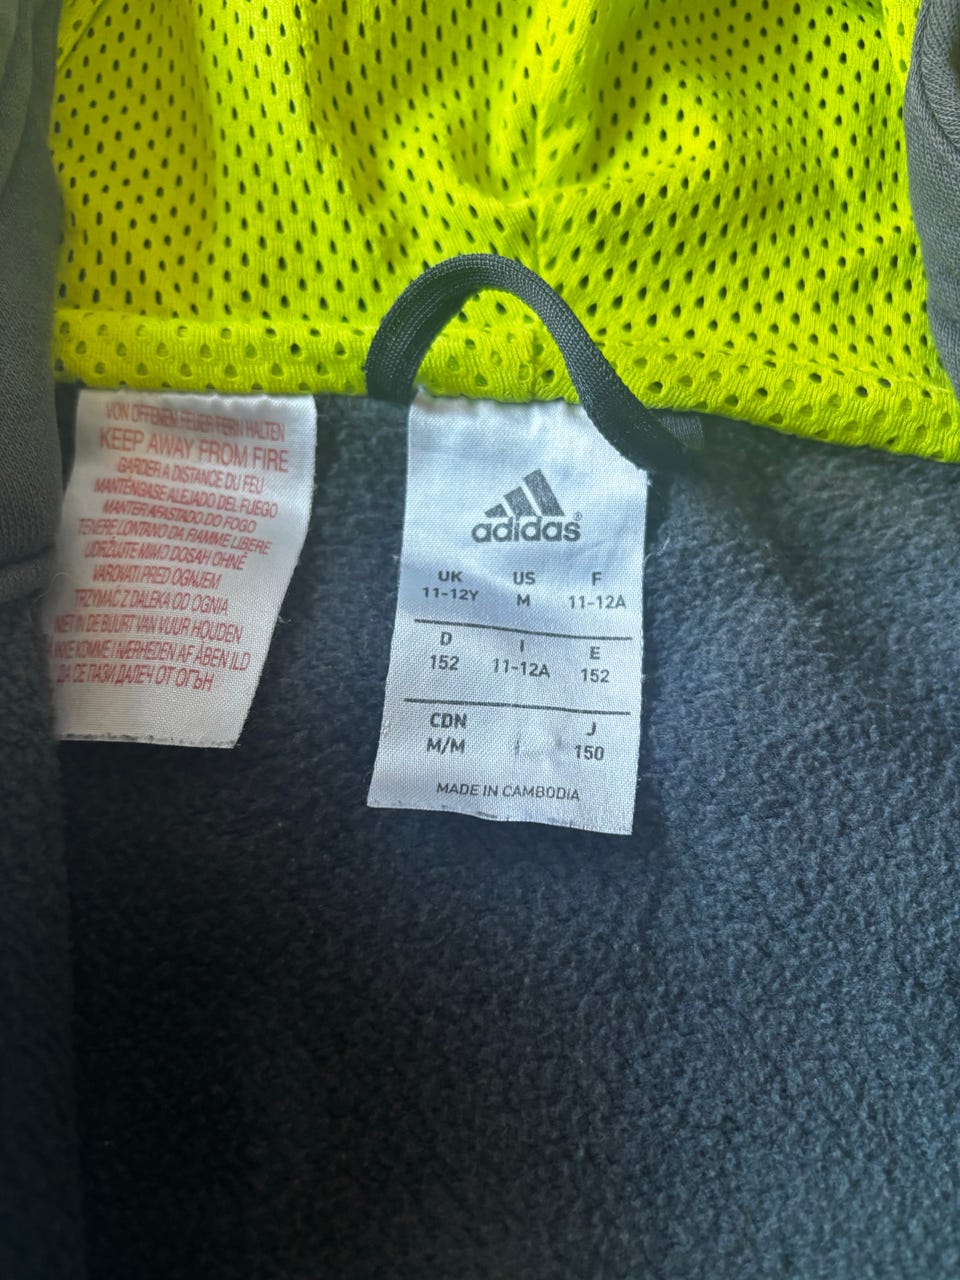 VON OFFENEM FEUER FERN HALTEN
KEEP AWAY FROM FIRE
GARDER A DISTANCE DU FEU
MANTÉNGASE ALEJADO DEL FUEGO
MANTER AFASTADO DO FOGO
TENERE LONTANO DA FIAMME LIBERE
UDRŽUJTE MIMO DOSAH OHNĚ
VAROVATI PRED OGNJEM
TRZYMAĆ Z DALEKA OD OGNIA
NIET IN DE BUURT VAN VUUR HOUDEN
IKKE KOMME I NÆRHEDEN AF ÅBEN ILD
ДА СЕ ПАЗИ ДАЛЕЧ ОТ ОГЪН
adidas®
UK US F
11-12Y M 11-12A
D I E
152 11-12A 152
CDN J
M/M 150
MADE IN CAMBODIA